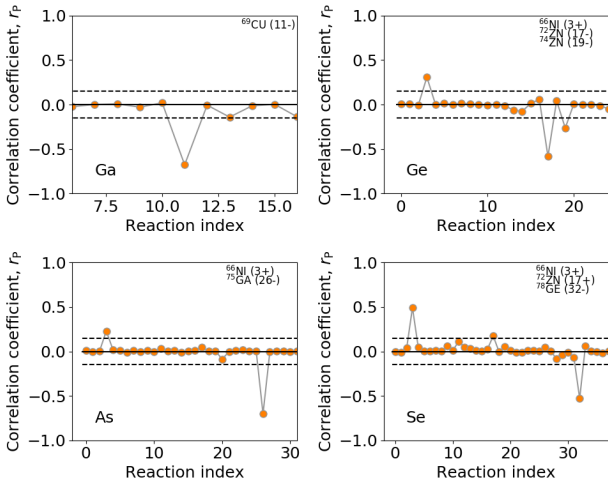 1.0
0.5
0.0
−0.5
−1.0
Correlation coefficient, rP
⁶⁹CU (11-)
Ga
7.5 10.0 12.5 15.0
Reaction index
1.0
0.5
0.0
−0.5
−1.0
Correlation coefficient, rP
⁶⁶NI (3+)
⁷²ZN (17-)
⁷⁴ZN (19-)
Ge
0 10 20
Reaction index
1.0
0.5
0.0
−0.5
−1.0
Correlation coefficient, rP
⁶⁶NI (3+)
⁷⁵GA (26-)
As
0 10 20 30
Reaction index
1.0
0.5
0.0
−0.5
−1.0
Correlation coefficient, rP
⁶⁶NI (3+)
⁷²ZN (17+)
⁷⁸GE (32-)
Se
0 10 20 30
Reaction index